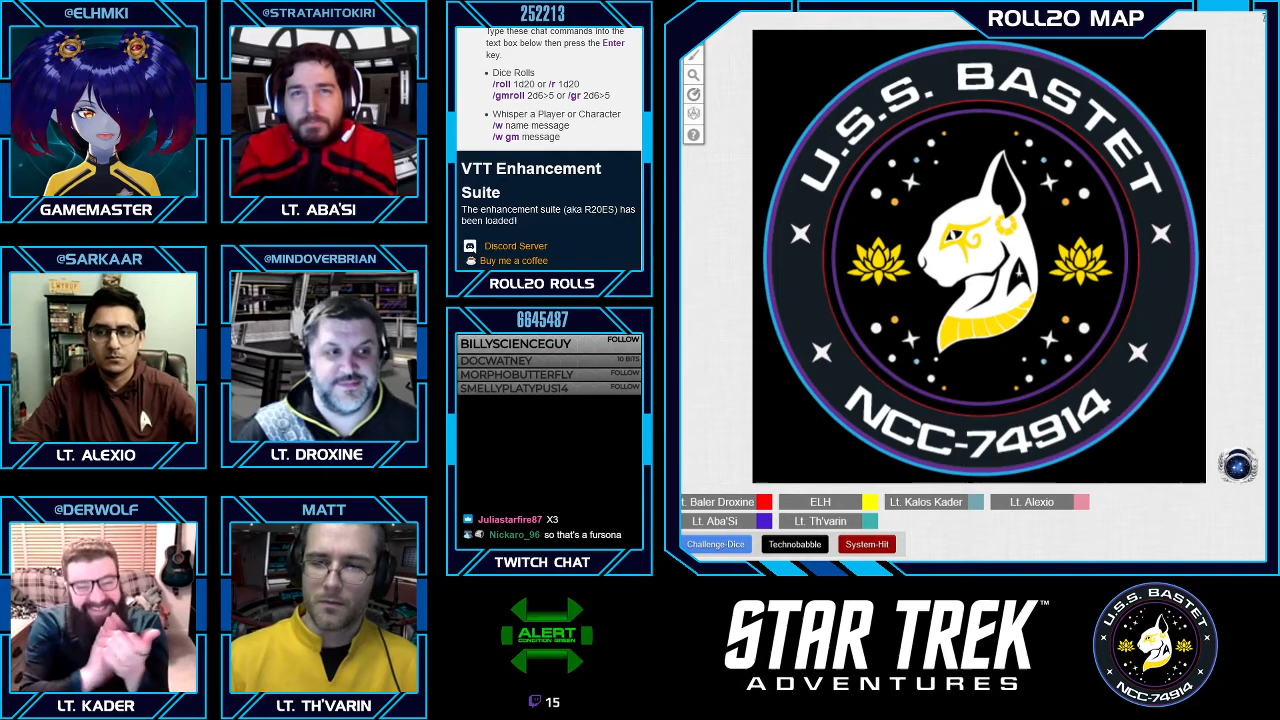 @ELHMKI
GAMEMASTER
@STRATAHITOKIRI
LT. ABA'SI
@SARKAAR
LT. ALEXIO
@MINDOVERBRIAN
LT. DROXINE
@DERWOLF
LT. KADER
MATT
LT. TH'VARIN
252213
Type these chat commands into the
text box below then press the Enter
key.
• Dice Rolls
/roll 1d20 or /r 1d20
/gmroll 2d6>5 or /gr 2d6>5
• Whisper a Player or Character
/w name message
/w gm message
VTT Enhancement
Suite
The enhancement suite (aka R20ES) has
been loaded!
Discord Server
Buy me a coffee
ROLL20 ROLLS
6645487
BILLYSCIENCEGUY FOLLOW
DOCWATNEY 10 BITS
MORPHOBUTTERFLY FOLLOW
SMELLYPLATYPUS14 FOLLOW
Juliastarfire87 X3
Nickaro_96 so that's a fursona
TWITCH CHAT
ALERT
CONDITION GREEN
15
ROLL20 MAP
U.S.S. BASTET
NCC-74914
t. Baler Droxine
ELH
Lt. Kalos Kader
Lt. Alexio
Lt. Aba'Si
Lt. Th'varin
Challenge-Dice
Technobabble
System-Hit
STAR TREK™
ADVENTURES
U.S.S. BASTET
NCC-74914